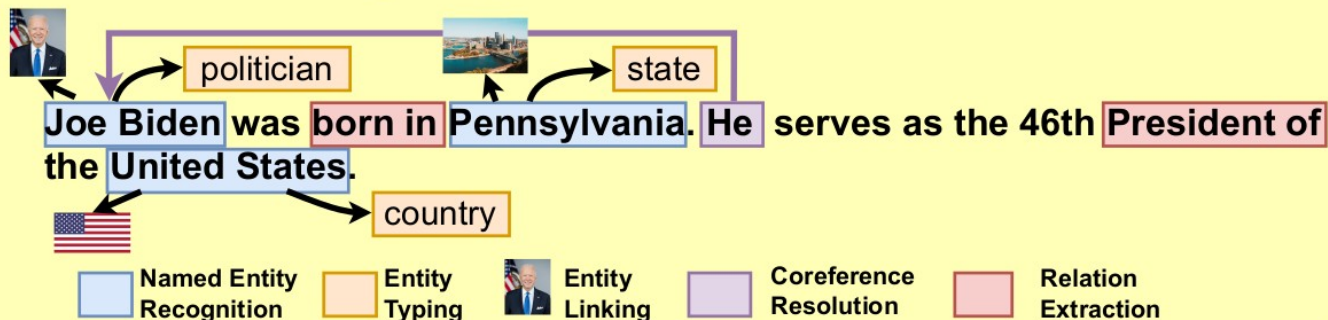 politician
state
Joe Biden was born in Pennsylvania. He serves as the 46th President of
the United States.
country
Named Entity Recognition
Entity Typing
Entity Linking
Coreference Resolution
Relation Extraction